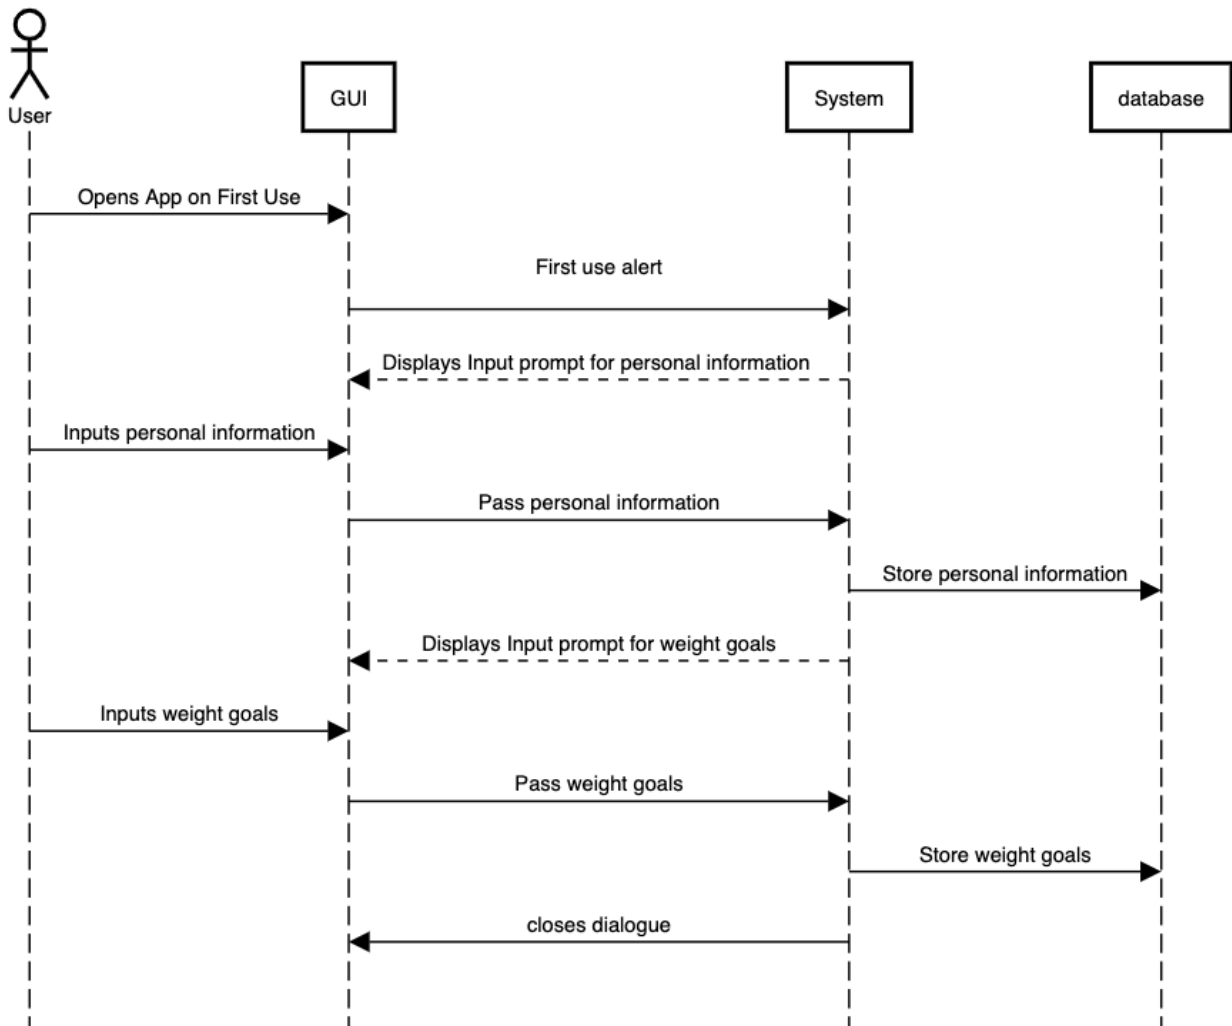 User
GUI
System
database
Opens App on First Use
First use alert
Displays Input prompt for personal information
Inputs personal information
Pass personal information
Store personal information
Displays Input prompt for weight goals
Inputs weight goals
Pass weight goals
Store weight goals
closes dialogue